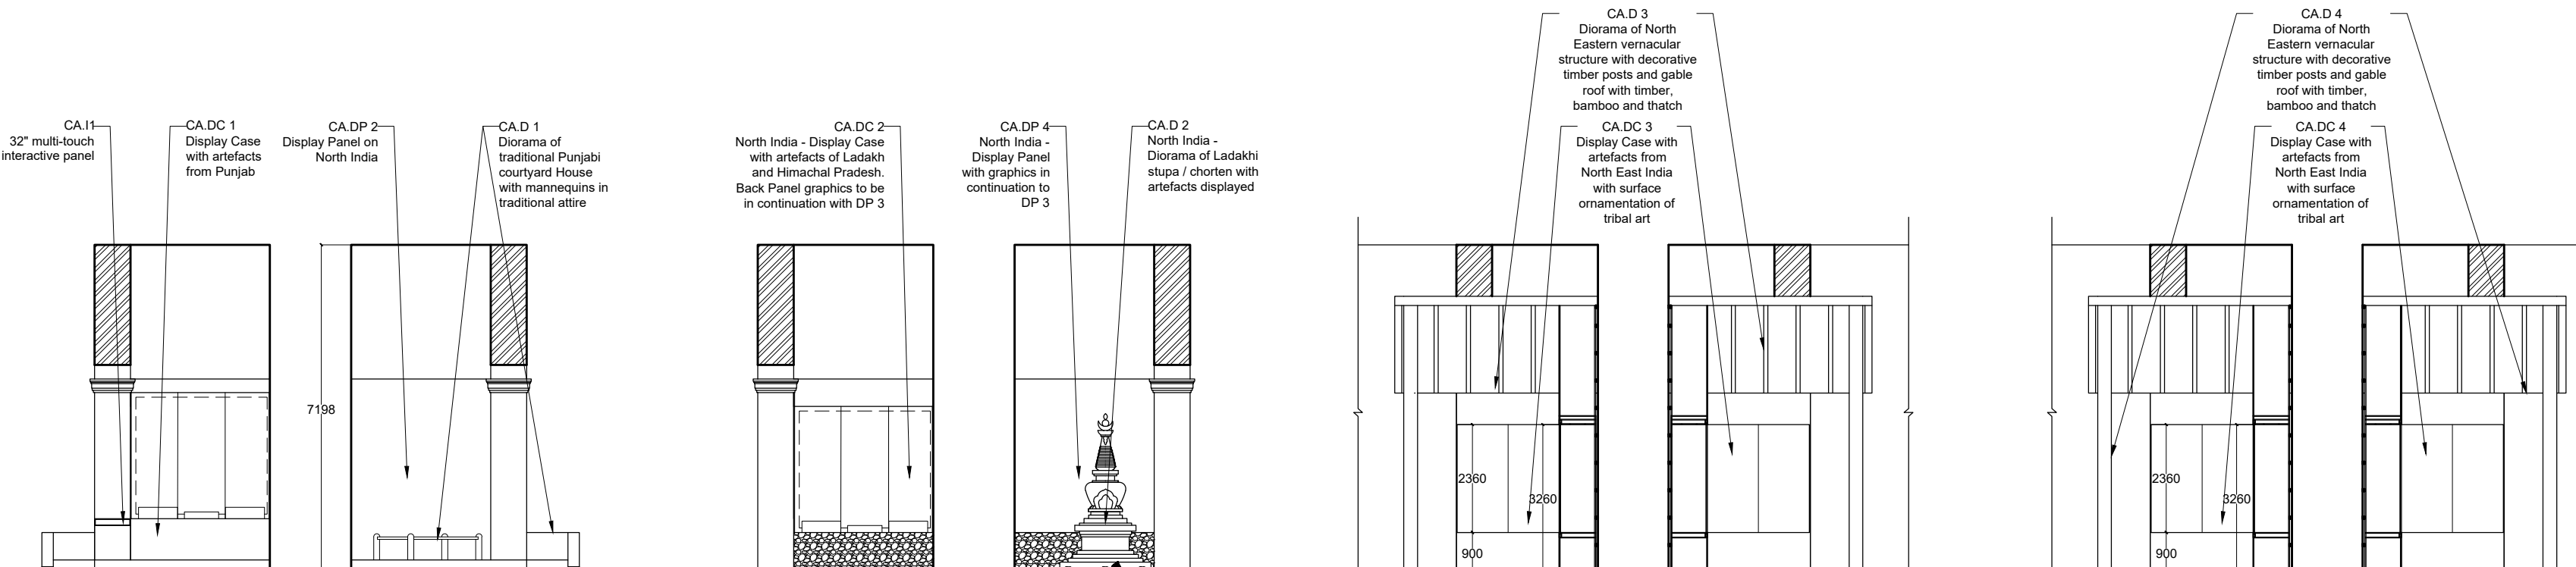 CA.I1
32" multi-touch
interactive panel
CA.DC 1
Display Case
with artefacts
from Punjab
CA.DP 2
Display Panel on
North India
CA.D 1
Diorama of
traditional Punjabi
courtyard House
with mannequins in
traditional attire
7198
CA.DC 2
North India - Display Case
with artefacts of Ladakh
and Himachal Pradesh.
Back Panel graphics to be
in continuation with DP 3
CA.DP 4
North India -
Display Panel
with graphics in
continuation to
DP 3
CA.D 2
North India -
Diorama of Ladakhi
stupa / chorten with
artefacts displayed
CA.D 3
Diorama of North
Eastern vernacular
structure with decorative
timber posts and gable
roof with timber,
bamboo and thatch
CA.DC 3
Display Case with
artefacts from
North East India
with surface
ornamentation of
tribal art
2360
3260
900
CA.D 4
Diorama of North
Eastern vernacular
structure with decorative
timber posts and gable
roof with timber,
bamboo and thatch
CA.DC 4
Display Case with
artefacts from
North East India
with surface
ornamentation of
tribal art
2360
3260
900